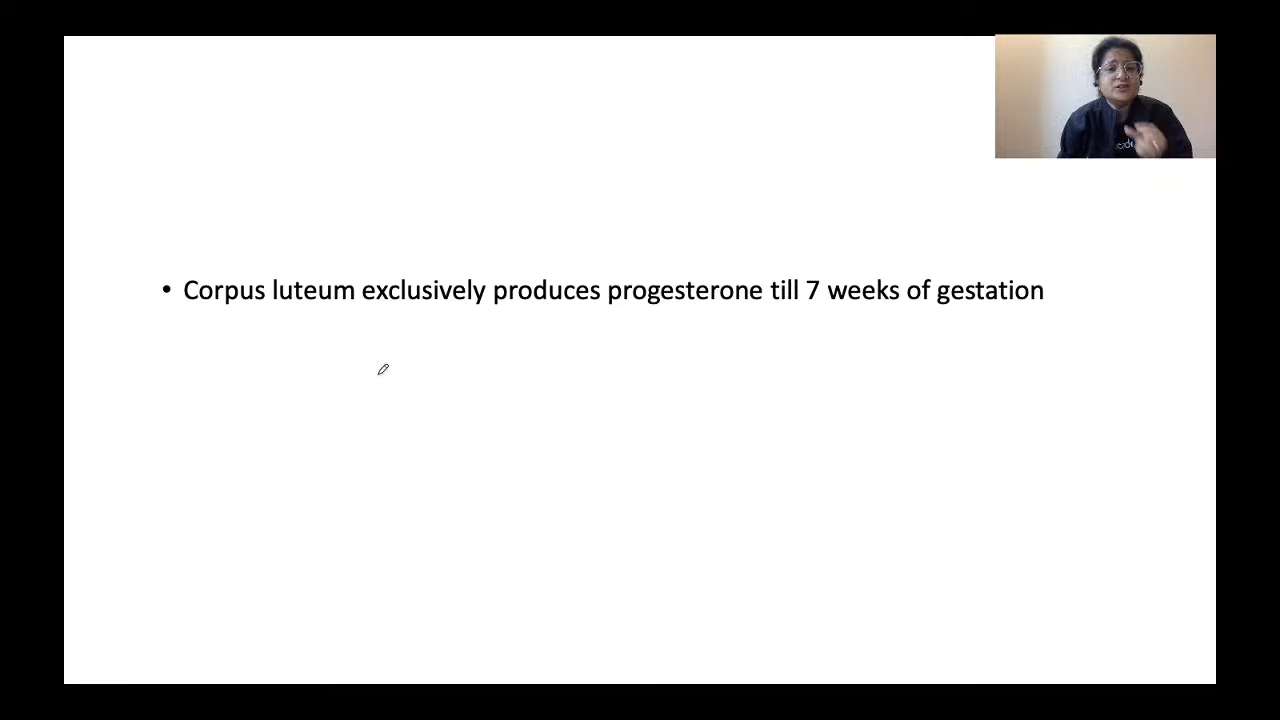 • Corpus luteum exclusively produces progesterone till 7 weeks of gestation